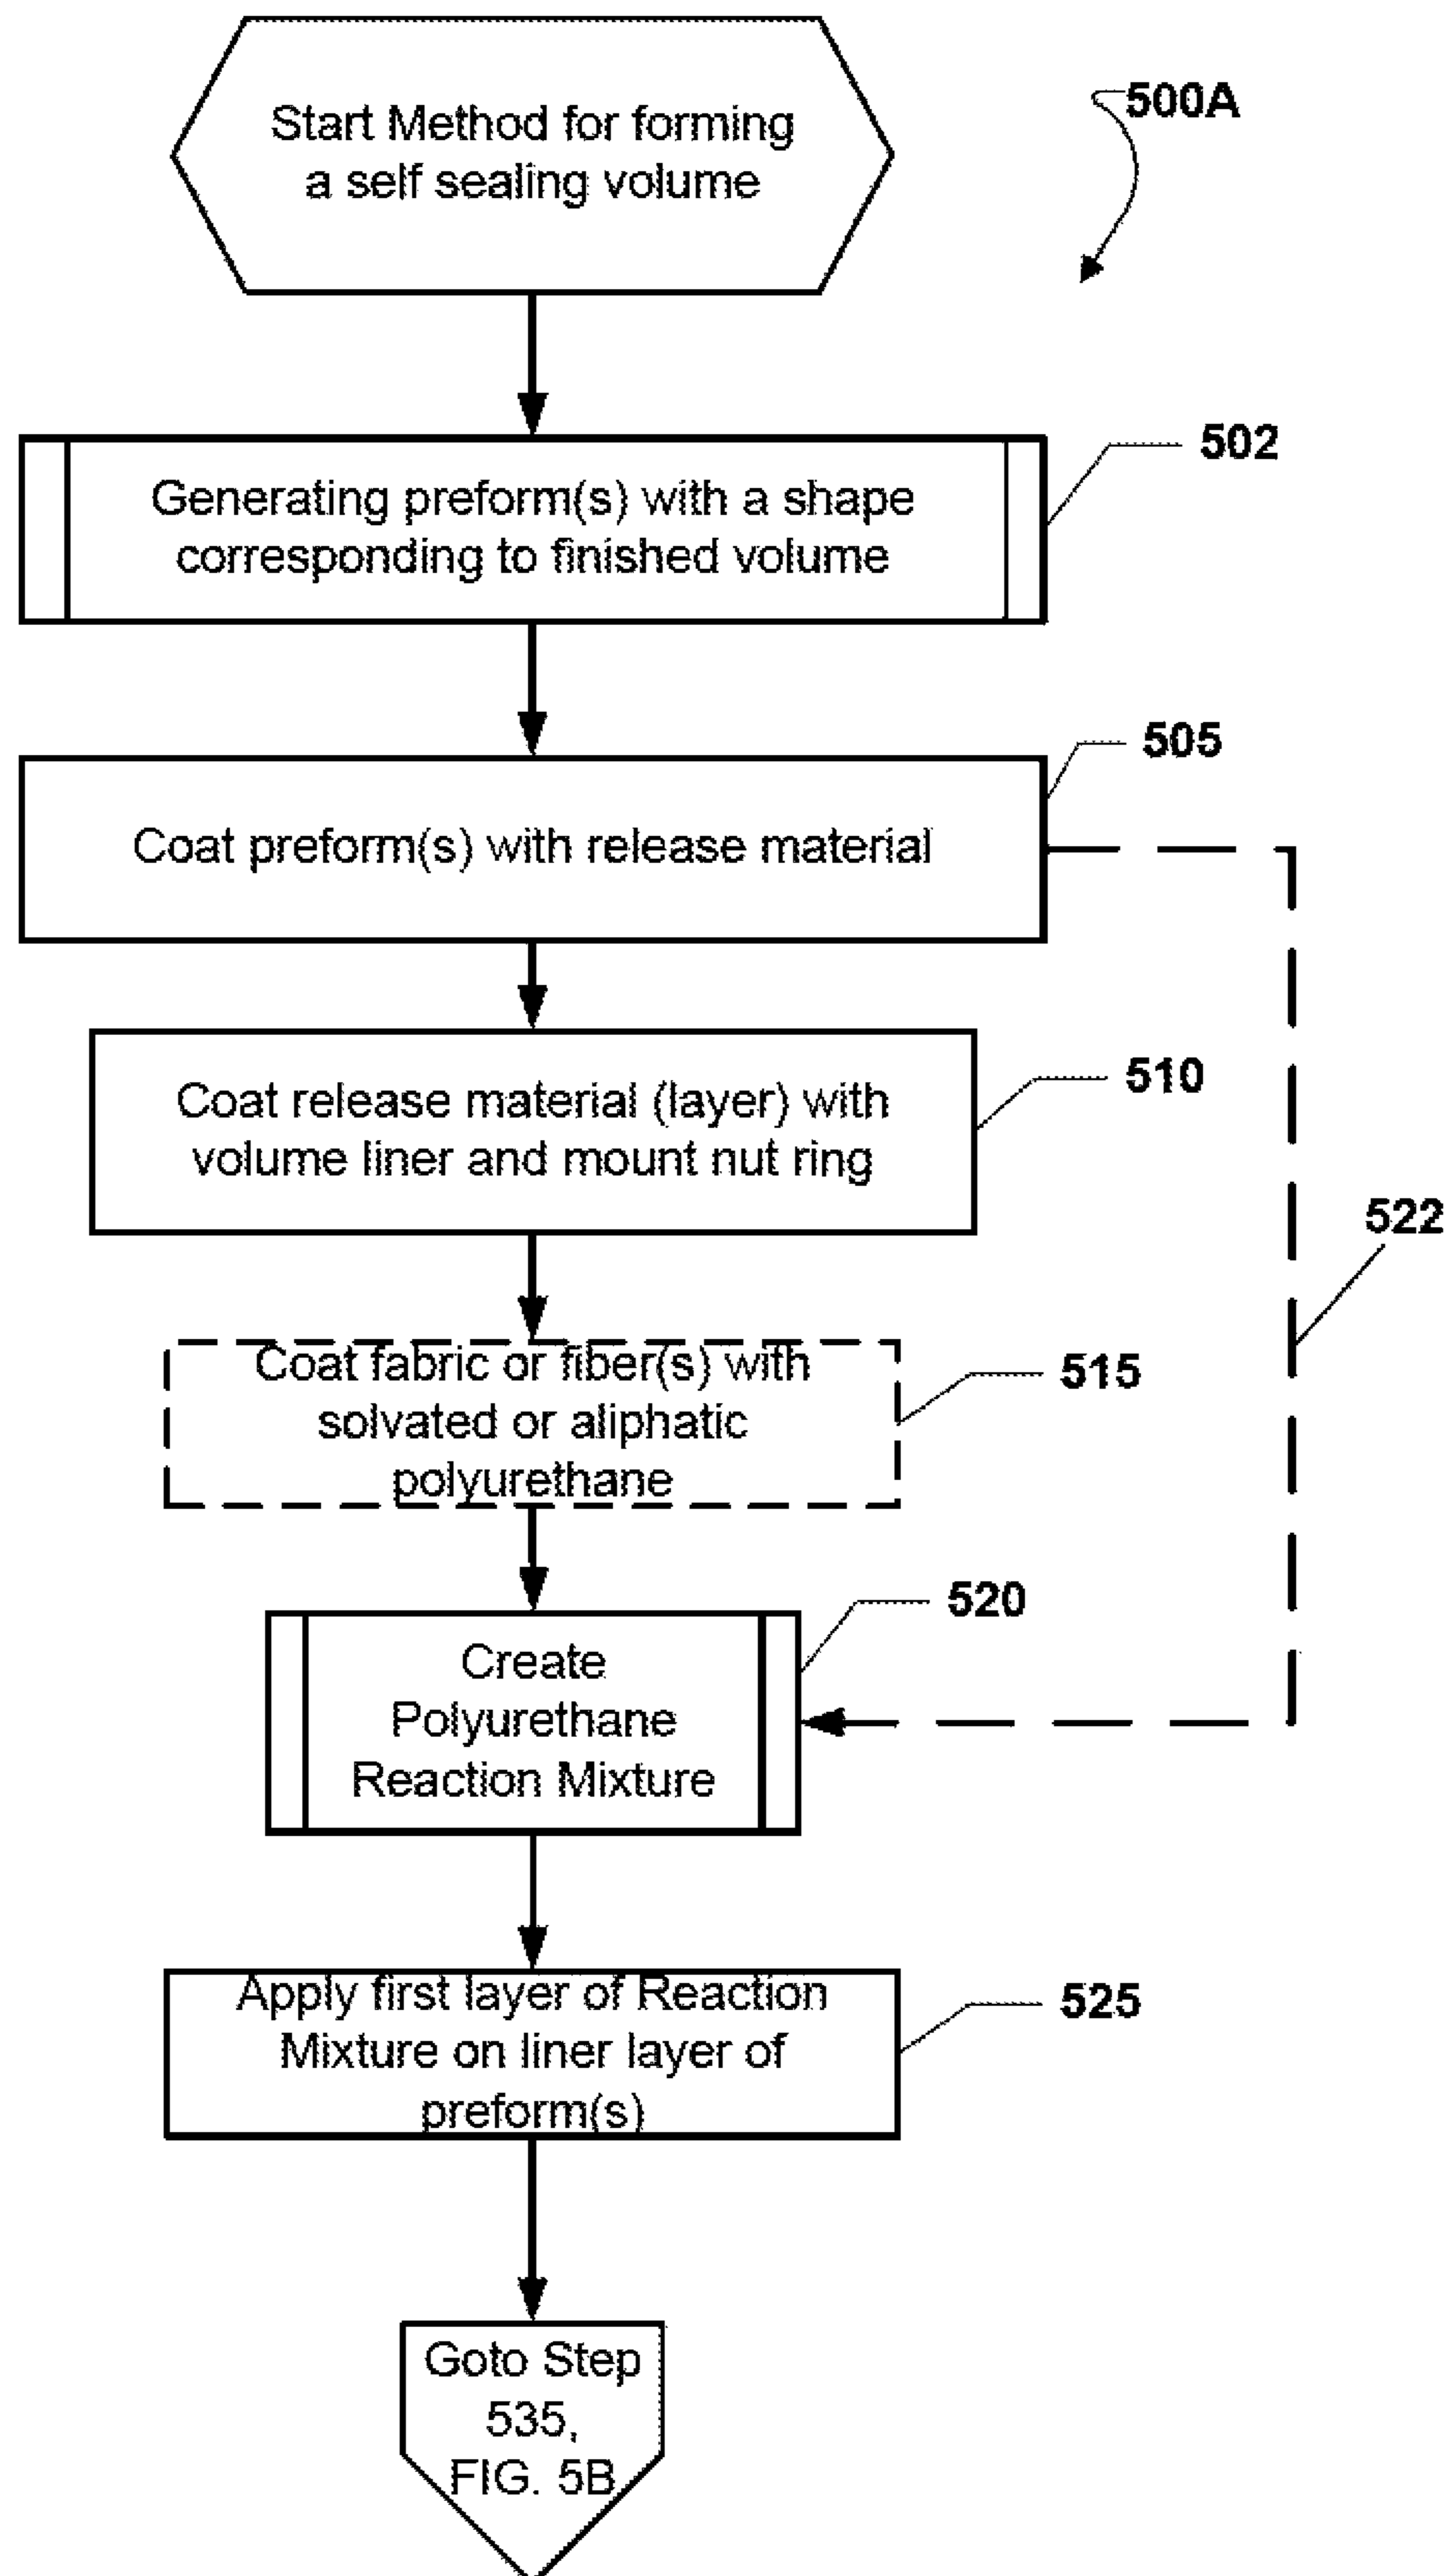 Start Method for forming
a self sealing volume
500A
Generating preform(s) with a shape
corresponding to finished volume
502
Coat preform(s) with release material
505
Coat release material (layer) with
volume liner and mount nut ring
510
522
Coat fabric or fiber(s) with
solvated or aliphatic
polyurethane
515
Create
Polyurethane
Reaction Mixture
520
Apply first layer of Reaction
Mixture on liner layer of
preform(s)
525
Goto Step
535,
FIG. 5B